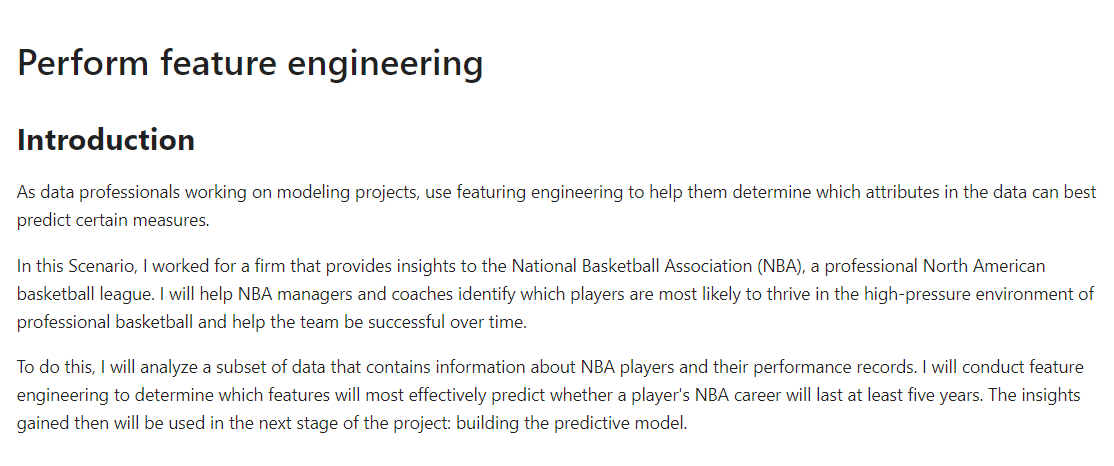 Perform feature engineering
Introduction
As data professionals working on modeling projects, use featuring engineering to help them determine which attributes in the data can best
predict certain measures.
In this Scenario, I worked for a firm that provides insights to the National Basketball Association (NBA), a professional North American
basketball league. I will help NBA managers and coaches identify which players are most likely to thrive in the high-pressure environment of
professional basketball and help the team be successful over time.
To do this, I will analyze a subset of data that contains information about NBA players and their performance records. I will conduct feature
engineering to determine which features will most effectively predict whether a player's NBA career will last at least five years. The insights
gained then will be used in the next stage of the project: building the predictive model.